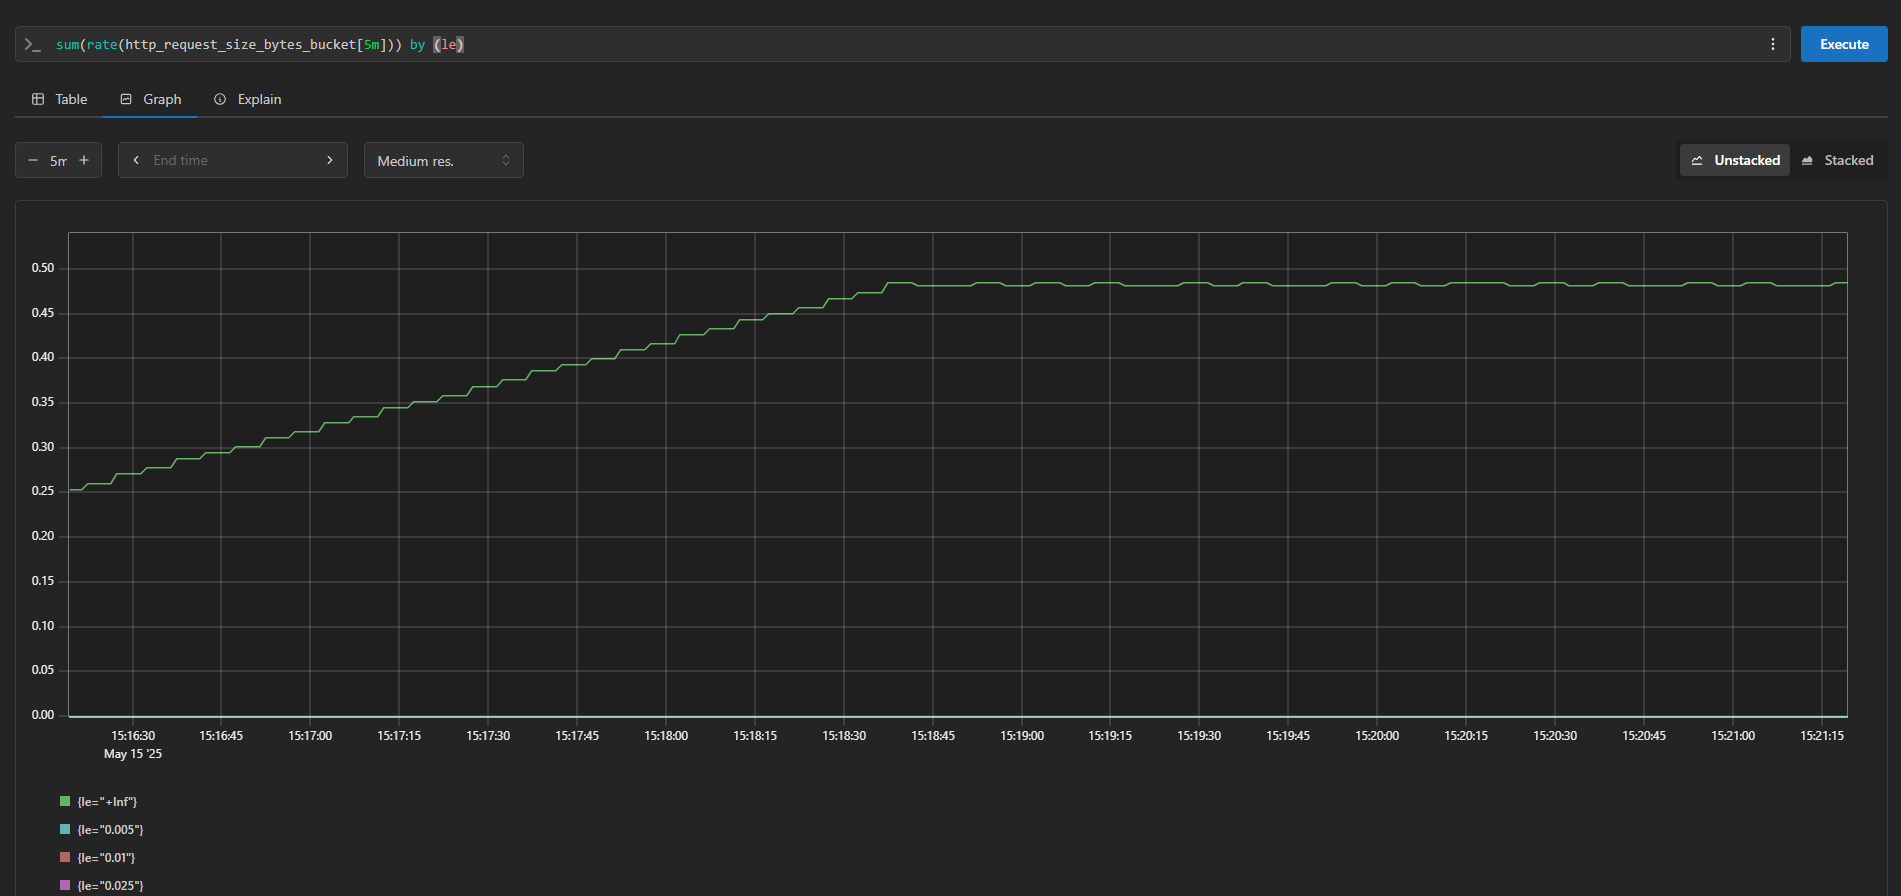 sum(rate(http_request_size_bytes_bucket[5m])) by (le)
Execute
Table
Graph
Explain
5m
End time
Medium res.
Unstacked
Stacked
0.50
0.45
0.40
0.35
0.30
0.25
0.20
0.15
0.10
0.05
0.00
15:16:30 15:16:45 15:17:00 15:17:15 15:17:30 15:17:45 15:18:00 15:18:15 15:18:30 15:18:45 15:19:00 15:19:15 15:19:30 15:19:45 15:20:00 15:20:15 15:20:30 15:20:45 15:21:00 15:21:15
May 15 '25
{le="+Inf"}
{le="0.005"}
{le="0.01"}
{le="0.025"}